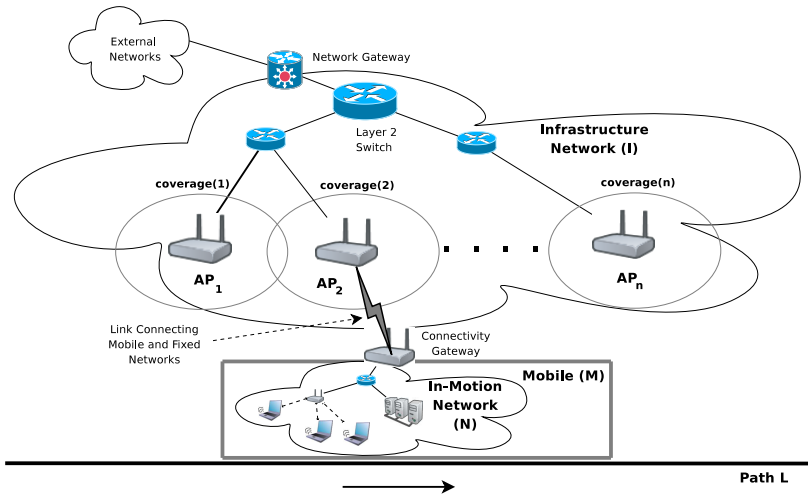 External
Networks
Network Gateway
Layer 2
Switch
Infrastructure
Network (I)
coverage(1)
coverage(2)
coverage(n)
AP1
AP2
. . . .
APn
Link Connecting
Mobile and Fixed
Networks
Connectivity
Gateway
Mobile (M)
In-Motion
Network
(N)
Path L